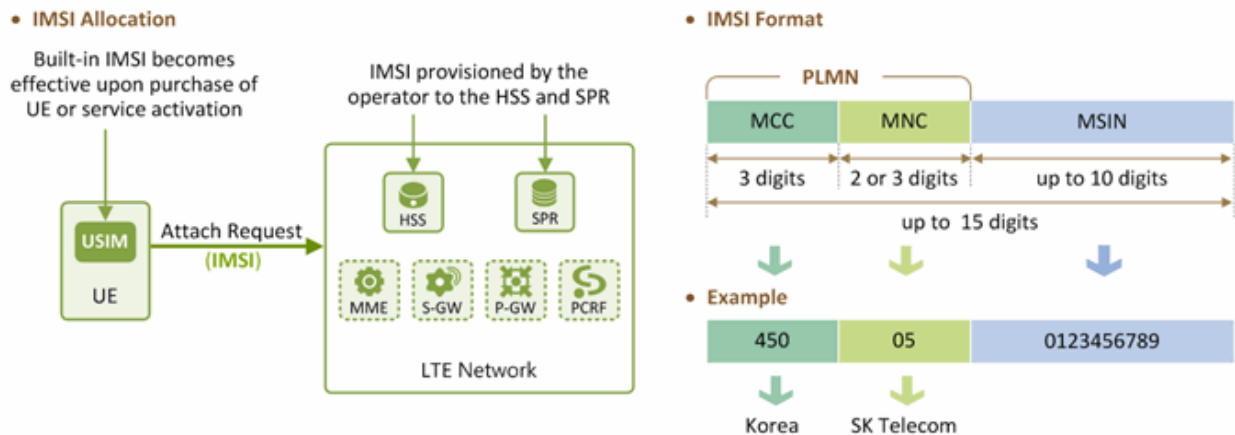 • IMSI Allocation
Built-in IMSI becomes
effective upon purchase of
UE or service activation
IMSI provisioned by the
operator to the HSS and SPR
USIM
UE
Attach Request
(IMSI)
HSS
SPR
MME
S-GW
P-GW
PCRF
LTE Network
• IMSI Format
PLMN
MCC
MNC
MSIN
3 digits
2 or 3 digits
up to 10 digits
up to 15 digits
• Example
450
05
0123456789
Korea
SK Telecom